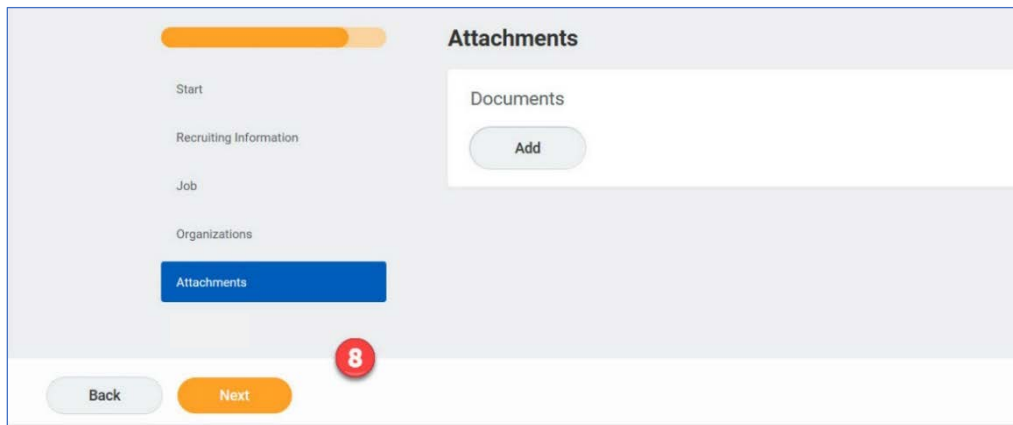 Attachments
Start
Documents
Recruiting Information
Add
Job
Organizations
Attachments
8
Back
Next